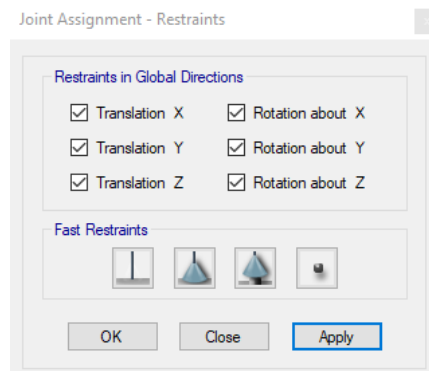 Joint Assignment - Restraints
Restraints in Global Directions
Translation X Rotation about X
Translation Y Rotation about Y
Translation Z Rotation about Z
Fast Restraints
OK Close Apply